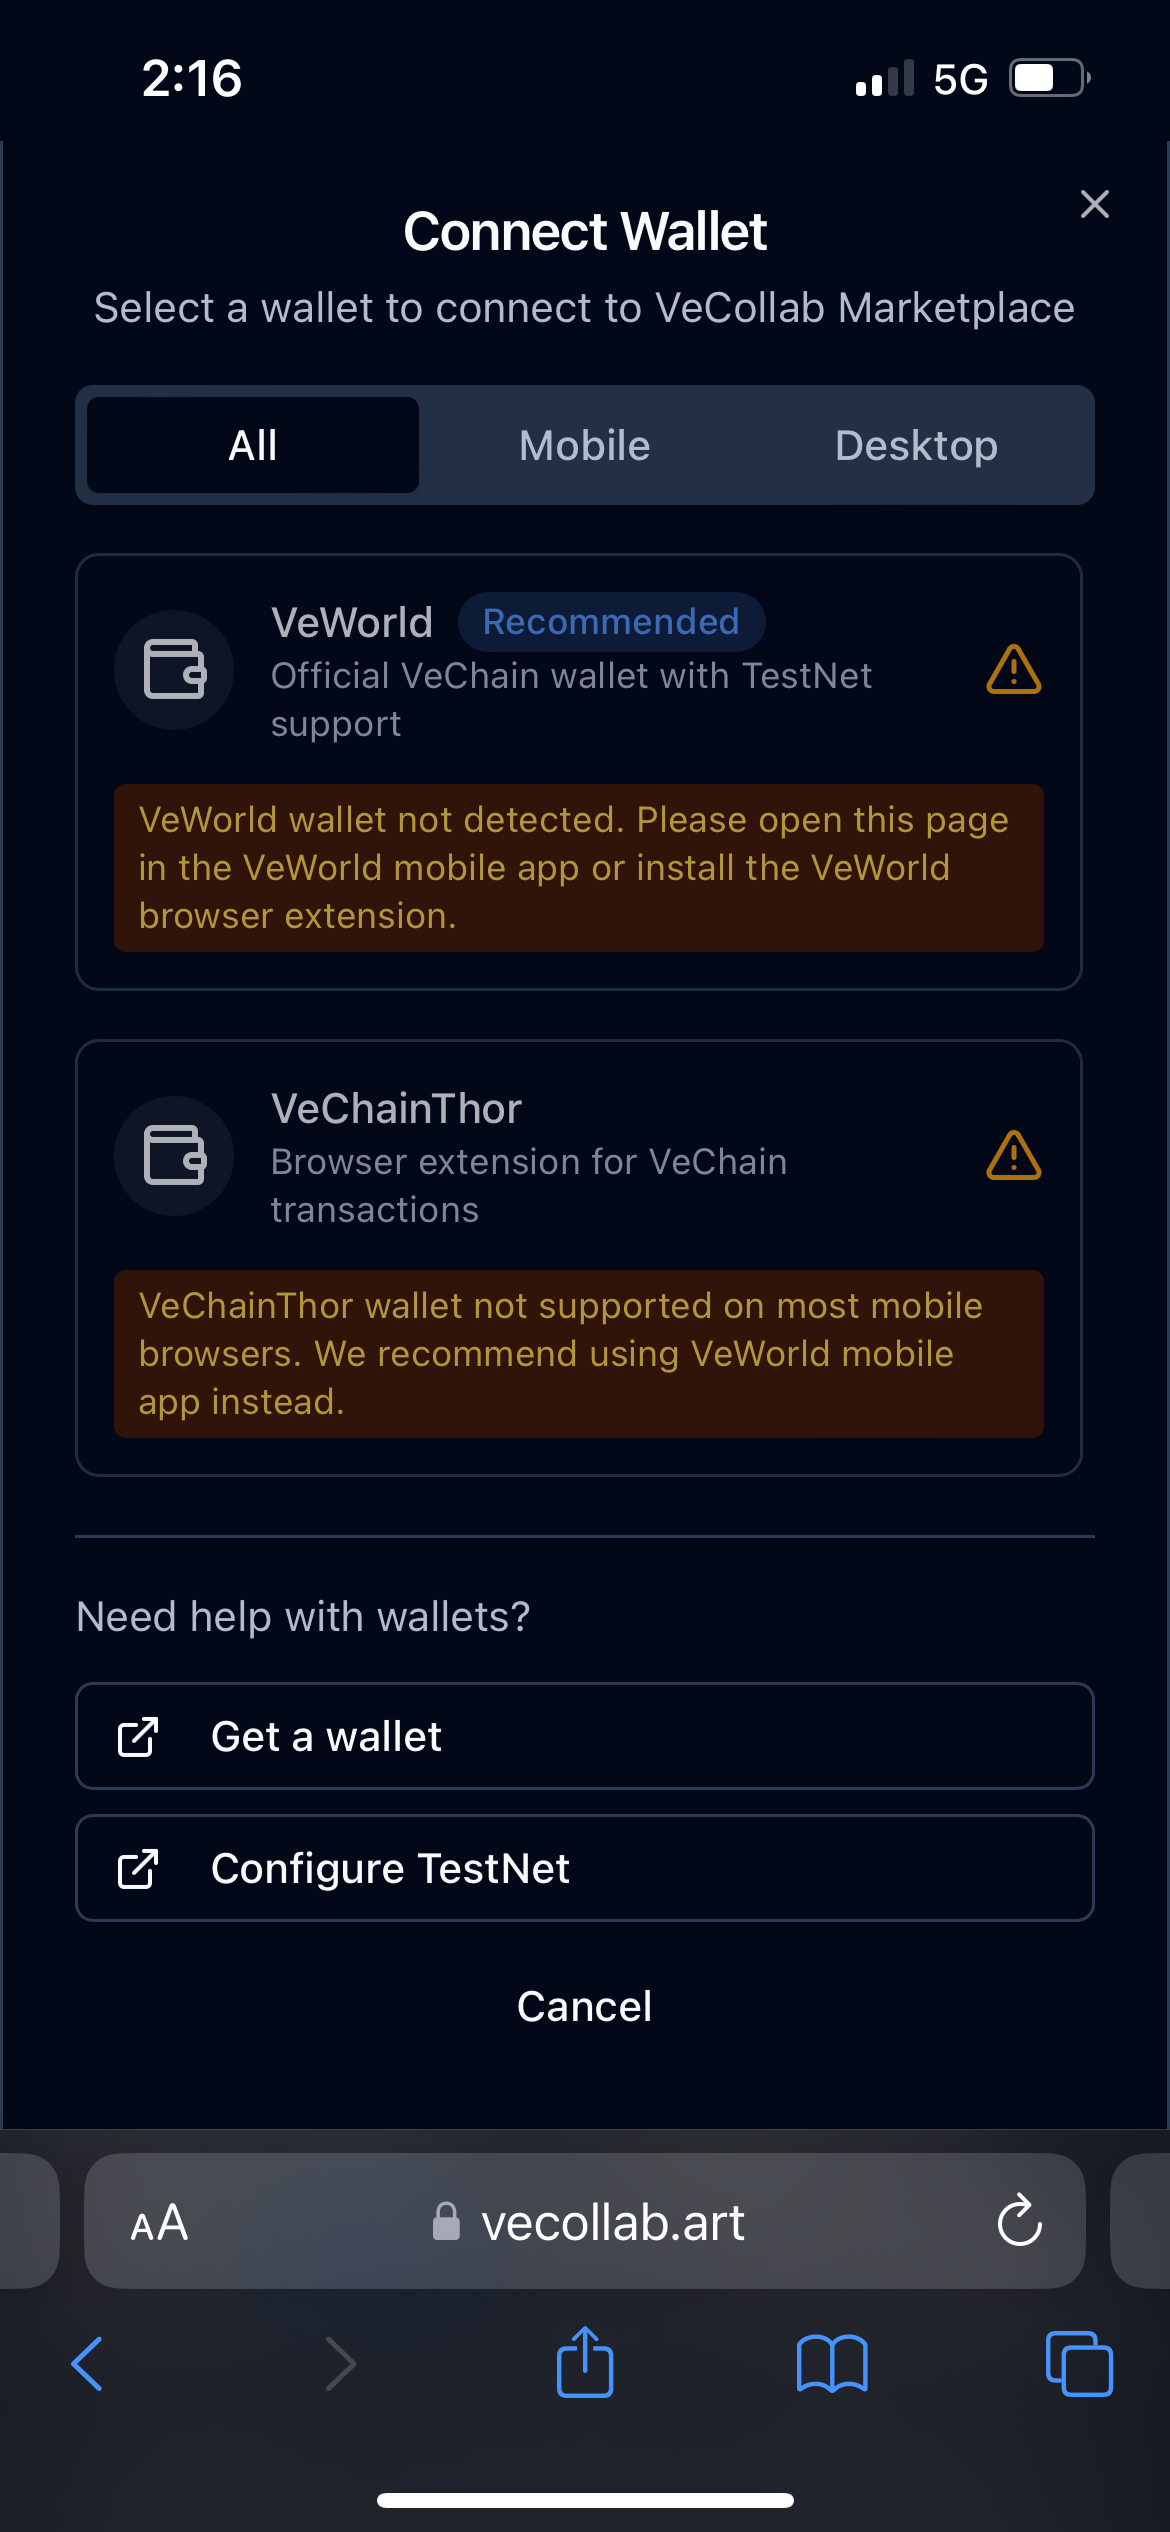 2:16
5G
Connect Wallet
Select a wallet to connect to VeCollab Marketplace
All
Mobile
Desktop
VeWorld
Recommended
Official VeChain wallet with TestNet
support
VeWorld wallet not detected. Please open this page
in the VeWorld mobile app or install the VeWorld
browser extension.
VeChainThor
Browser extension for VeChain
transactions
VeChainThor wallet not supported on most mobile
browsers. We recommend using VeWorld mobile
app instead.
Need help with wallets?
Get a wallet
Configure TestNet
Cancel
AA
vecollab.art